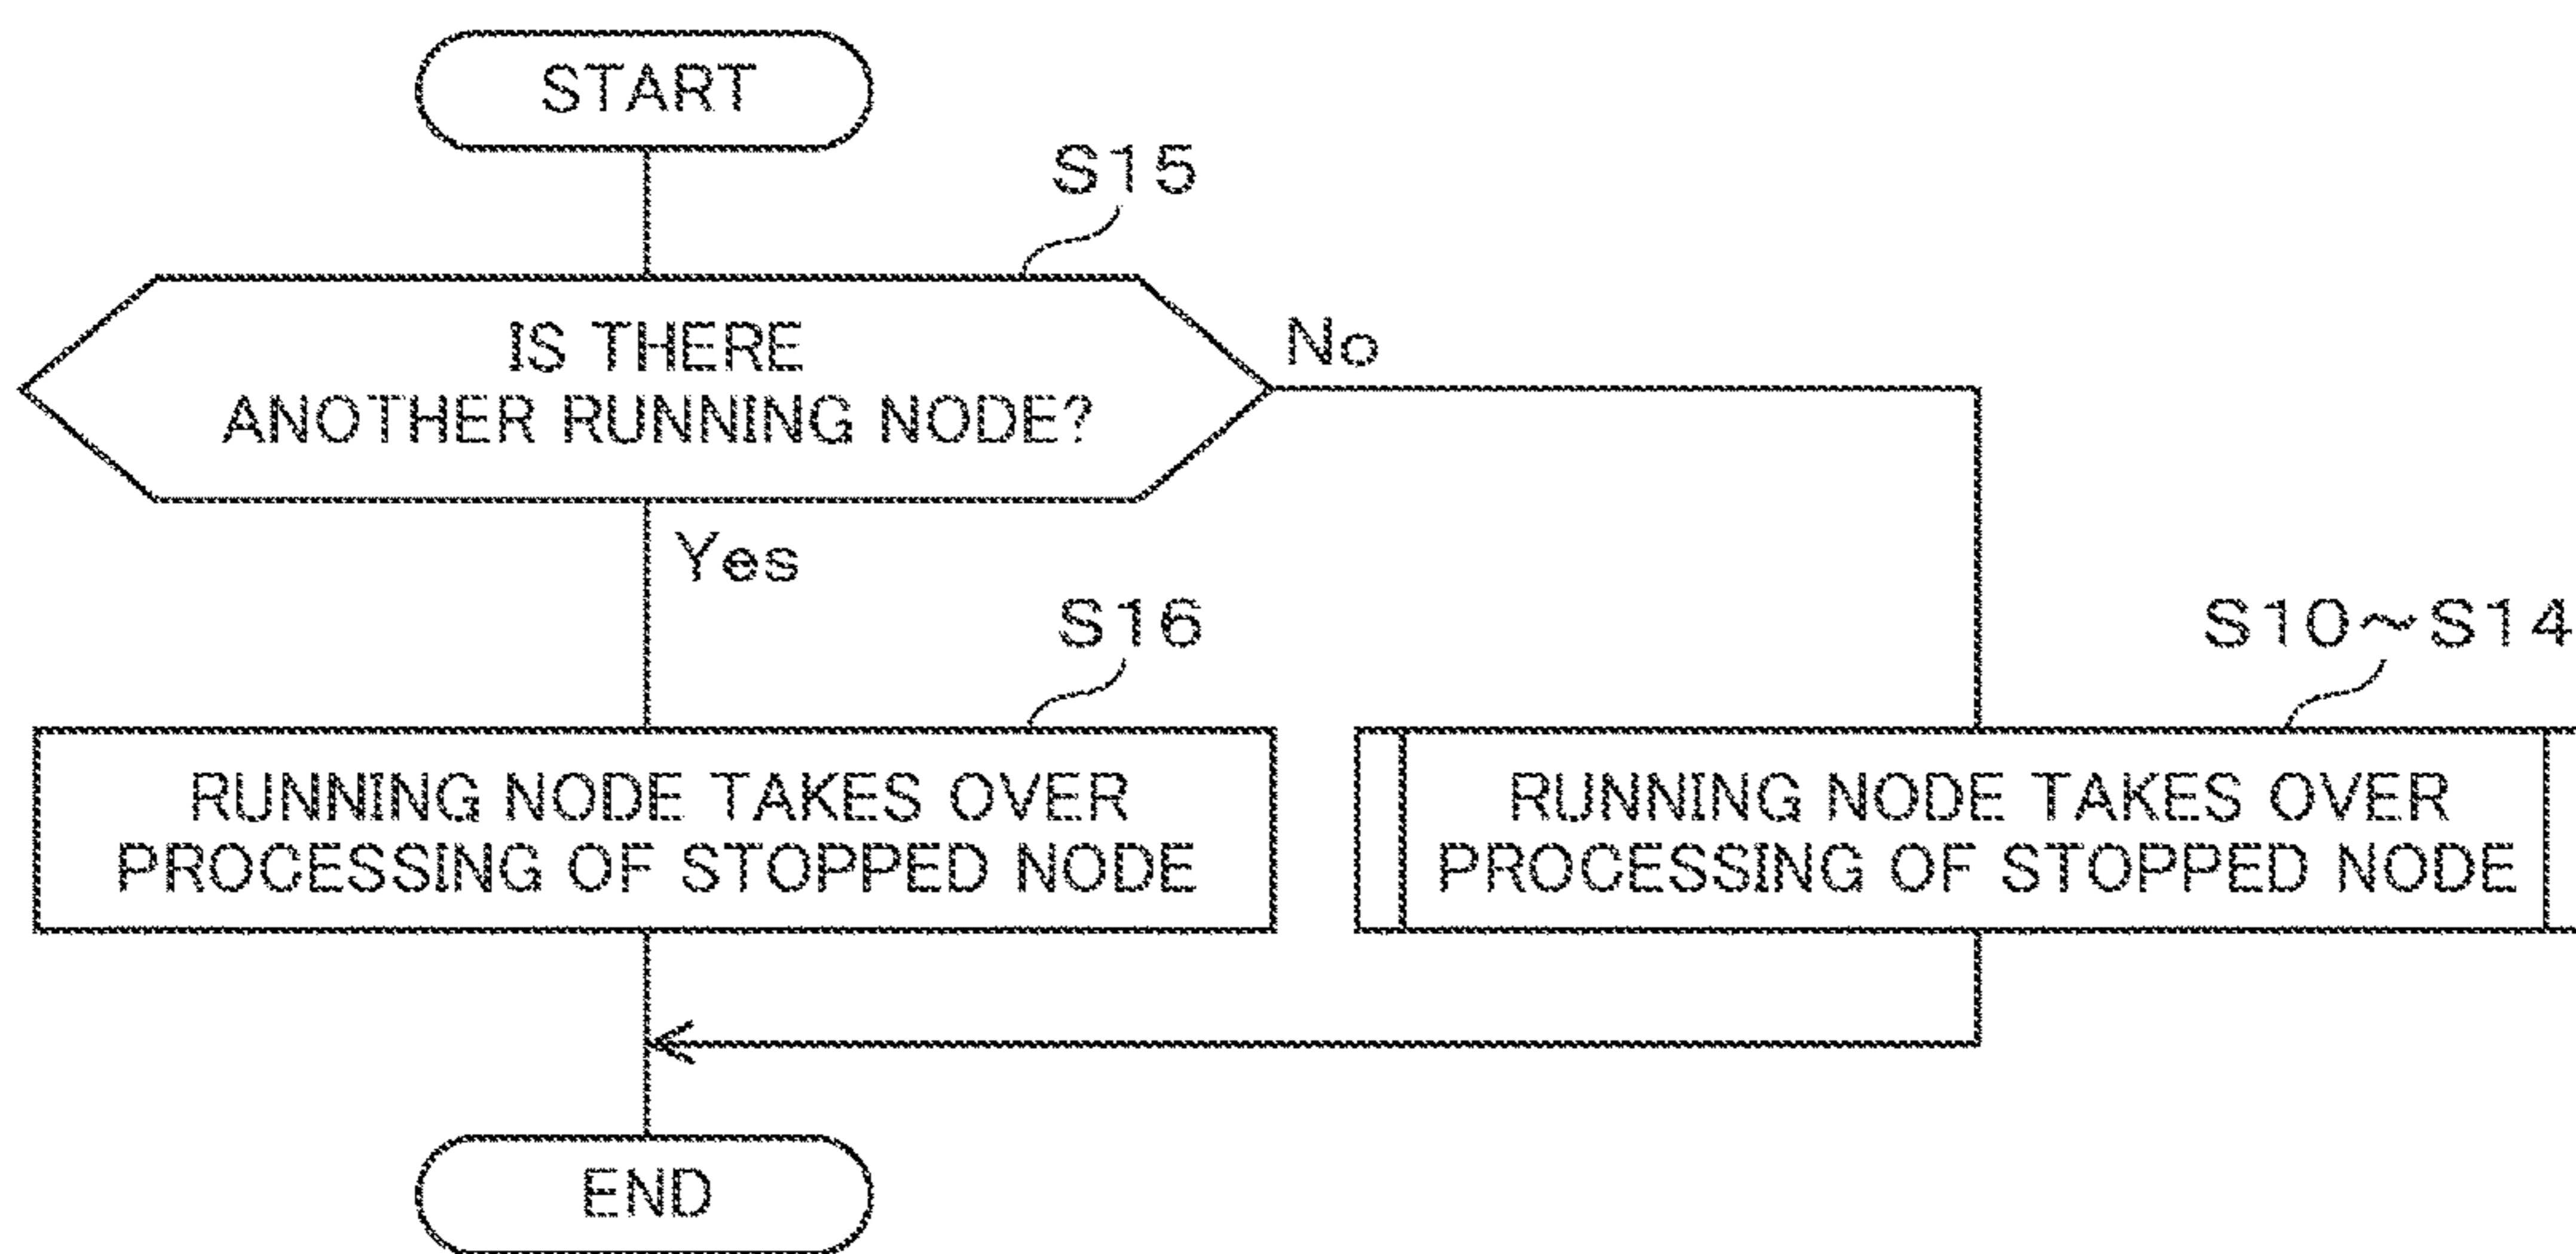 START
S15
IS THERE
ANOTHER RUNNING NODE?
No
Yes
S16
RUNNING NODE TAKES OVER
PROCESSING OF STOPPED NODE
S10~S14
RUNNING NODE TAKES OVER
PROCESSING OF STOPPED NODE
END